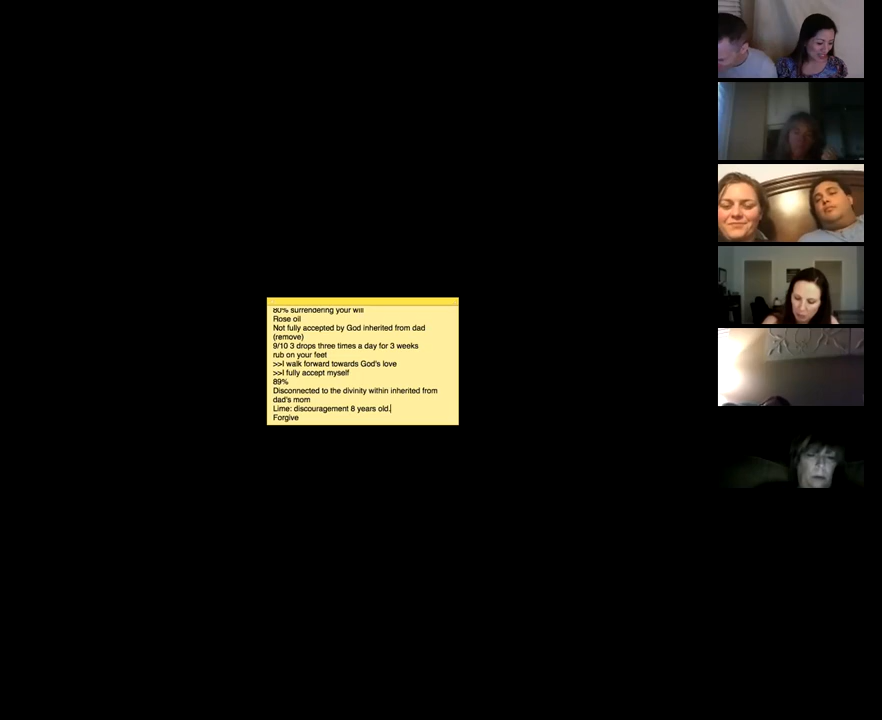 80% surrendering your will
Rose oil
Not fully accepted by God inherited from dad
(remove)
9/10 3 drops three times a day for 3 weeks
rub on your feet
>>I walk forward towards God's love
>>I fully accept myself
89%
Disconnected to the divinity within inherited from
dad's mom
Lime: discouragement 8 years old.
Forgive